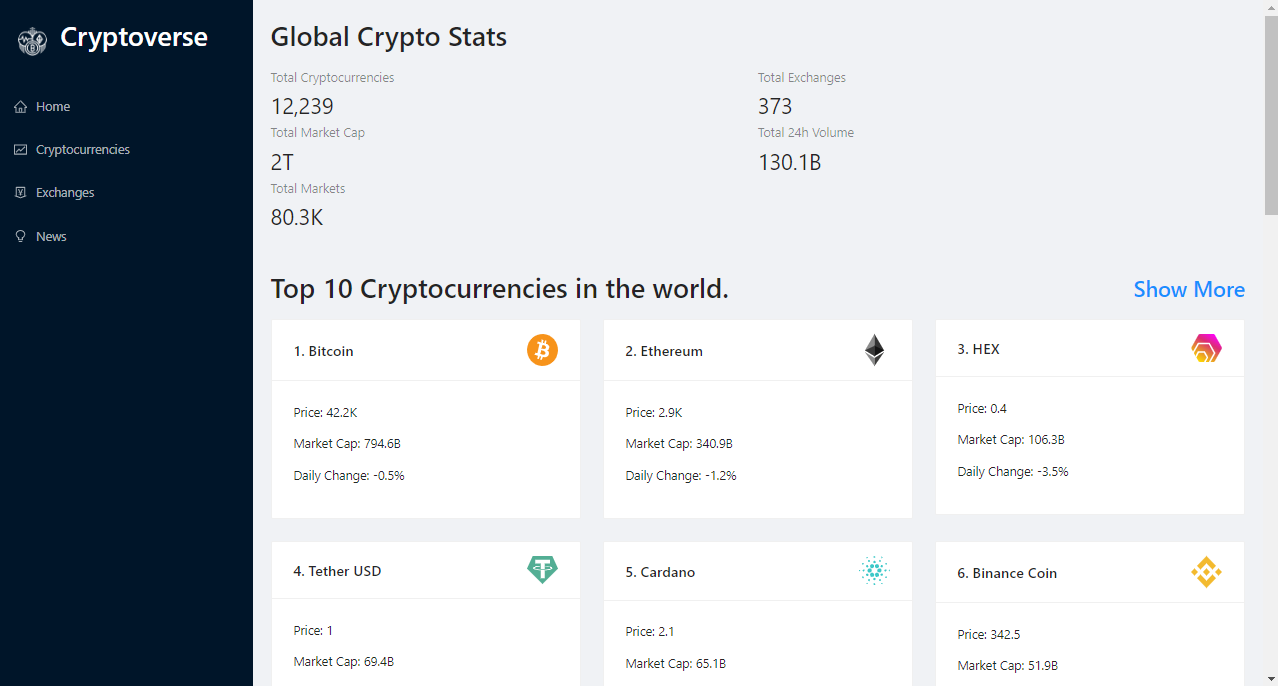 Cryptoverse
Home
Cryptocurrencies
Exchanges
News
Global Crypto Stats
Total Cryptocurrencies
12,239
Total Exchanges
373
Total Market Cap
2T
Total 24h Volume
130.1B
Total Markets
80.3K
Top 10 Cryptocurrencies in the world.
Show More
1. Bitcoin
Price: 42.2K
Market Cap: 794.6B
Daily Change: -0.5%
2. Ethereum
Price: 2.9K
Market Cap: 340.9B
Daily Change: -1.2%
3. HEX
Price: 0.4
Market Cap: 106.3B
Daily Change: -3.5%
4. Tether USD
Price: 1
Market Cap: 69.4B
5. Cardano
Price: 2.1
Market Cap: 65.1B
6. Binance Coin
Price: 342.5
Market Cap: 51.9B